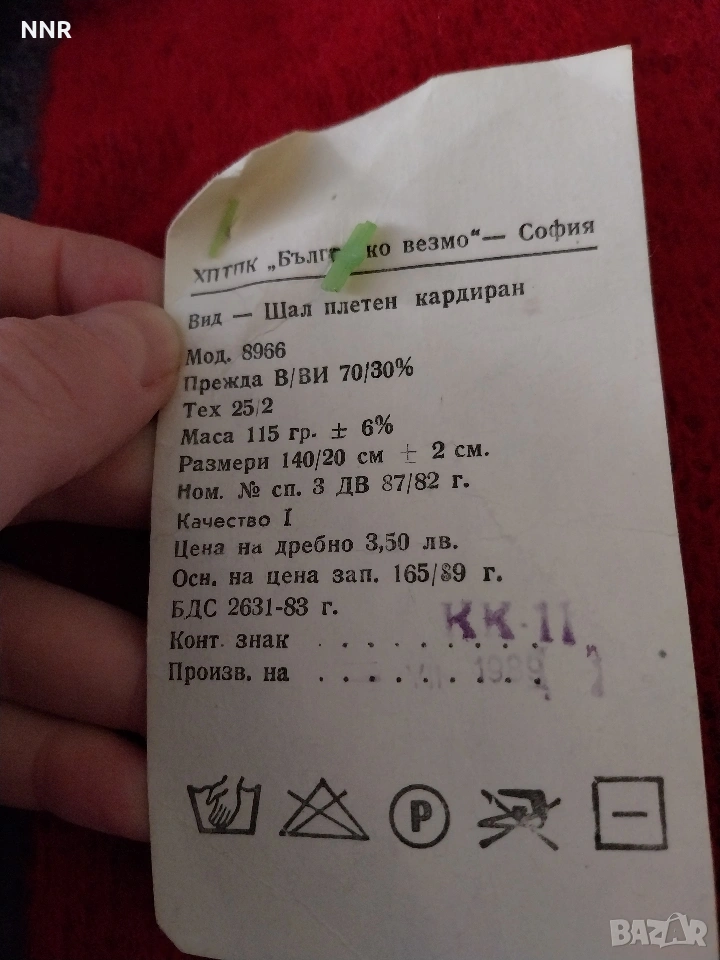 NNR
ХПТПК „Бълг ко везмо“ — София
Вид — Шал плетен кардиран
Мод. 8966
Прежда В/ВИ 70/30%
Тех 25/2
Маса 115 гр. ± 6%
Размери 140/20 см ± 2 см.
Ном. № сп. 3 ДВ 87/82 г.
Качество I
Цена на дребно 3,50 лв.
Осн. на цена зап. 165/89 г.
БДС 2631-83 г.
Конт. знак . . . . . . . . . КК-11
Произв. на . . . . . . . . . 1989
P
BAZAR